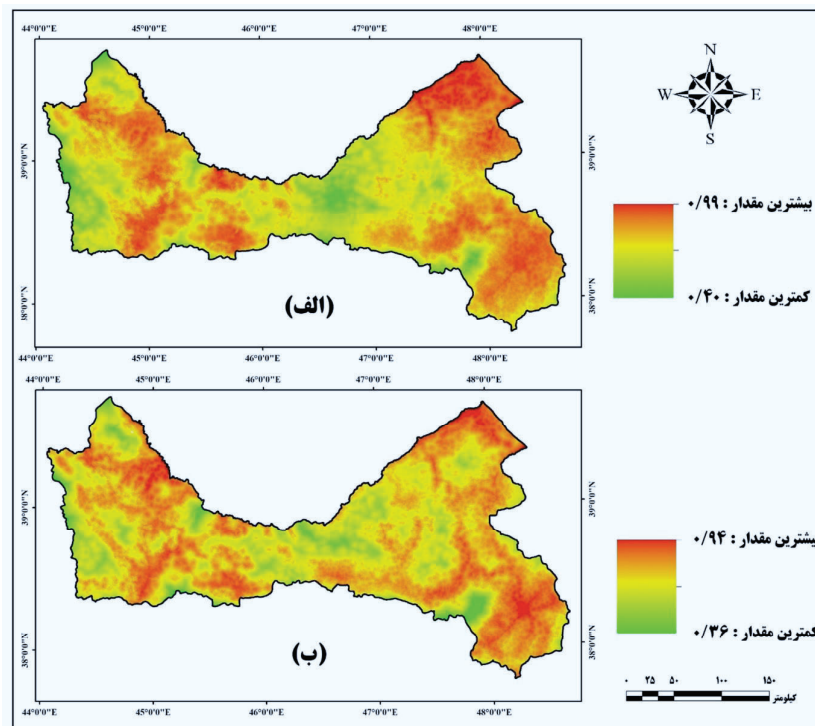 44°0'0"E 45°0'0"E 46°0'0"E 47°0'0"E 48°0'0"E
N
W E
S
39°0'0"N 39°0'0"N
بیشترین مقدار : ۰/۹۹
کمترین مقدار : ۰/۴۰
38°0'0"N 38°0'0"N
(الف)
44°0'0"E 45°0'0"E 46°0'0"E 47°0'0"E 48°0'0"E
44°0'0"E 45°0'0"E 46°0'0"E 47°0'0"E 48°0'0"E
39°0'0"N 39°0'0"N
بیشترین مقدار : ۰/۹۴
کمترین مقدار : ۰/۳۶
38°0'0"N 38°0'0"N
(ب)
۰ ۲۵ ۵۰ ۱۰۰ ۱۵۰
کیلومتر
44°0'0"E 45°0'0"E 46°0'0"E 47°0'0"E 48°0'0"E